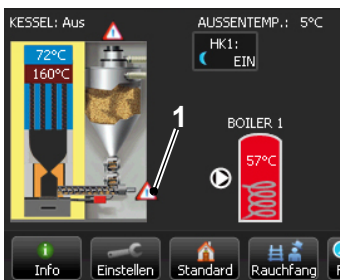 KESSEL: Aus
AUSSENTEMP.: 5°C
HK1:
EIN
72°C
160°C
1
BOILER 1
57°C
Info
Einstellen
Standard
Rauchfang